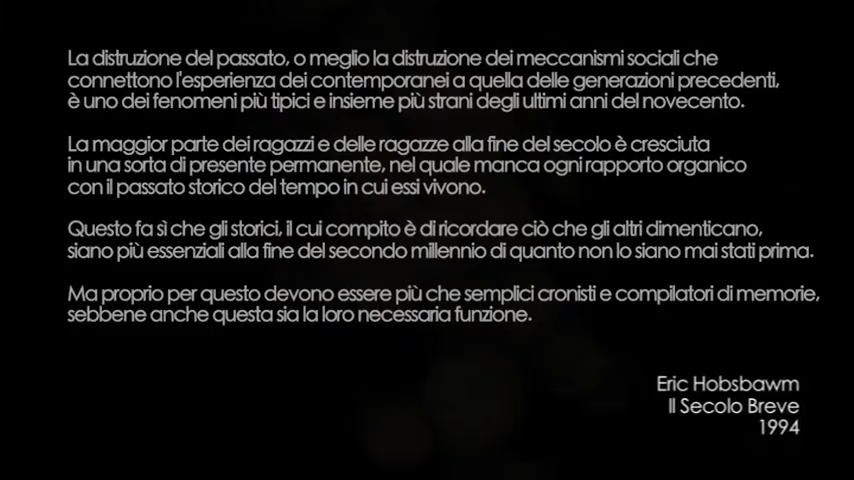 La distruzione del passato, o meglio la distruzione dei meccanismi sociali che
connettono l'esperienza dei contemporanei a quella delle generazioni precedenti,
è uno dei fenomeni più tipici e insieme più strani degli ultimi anni del novecento.
La maggior parte dei ragazzi e delle ragazze alla fine del secolo è cresciuta
in una sorta di presente permanente, nel quale manca ogni rapporto organico
con il passato storico del tempo in cui essi vivono.
Questo fa sì che gli storici, il cui compito è di ricordare ciò che gli altri dimenticano,
siano più essenziali alla fine del secondo millennio di quanto non lo siano mai stati prima.
Ma proprio per questo devono essere più che semplici cronisti e compilatori di memorie,
sebbene anche questa sia la loro necessaria funzione.
Eric Hobsbawm
Il Secolo Breve
1994